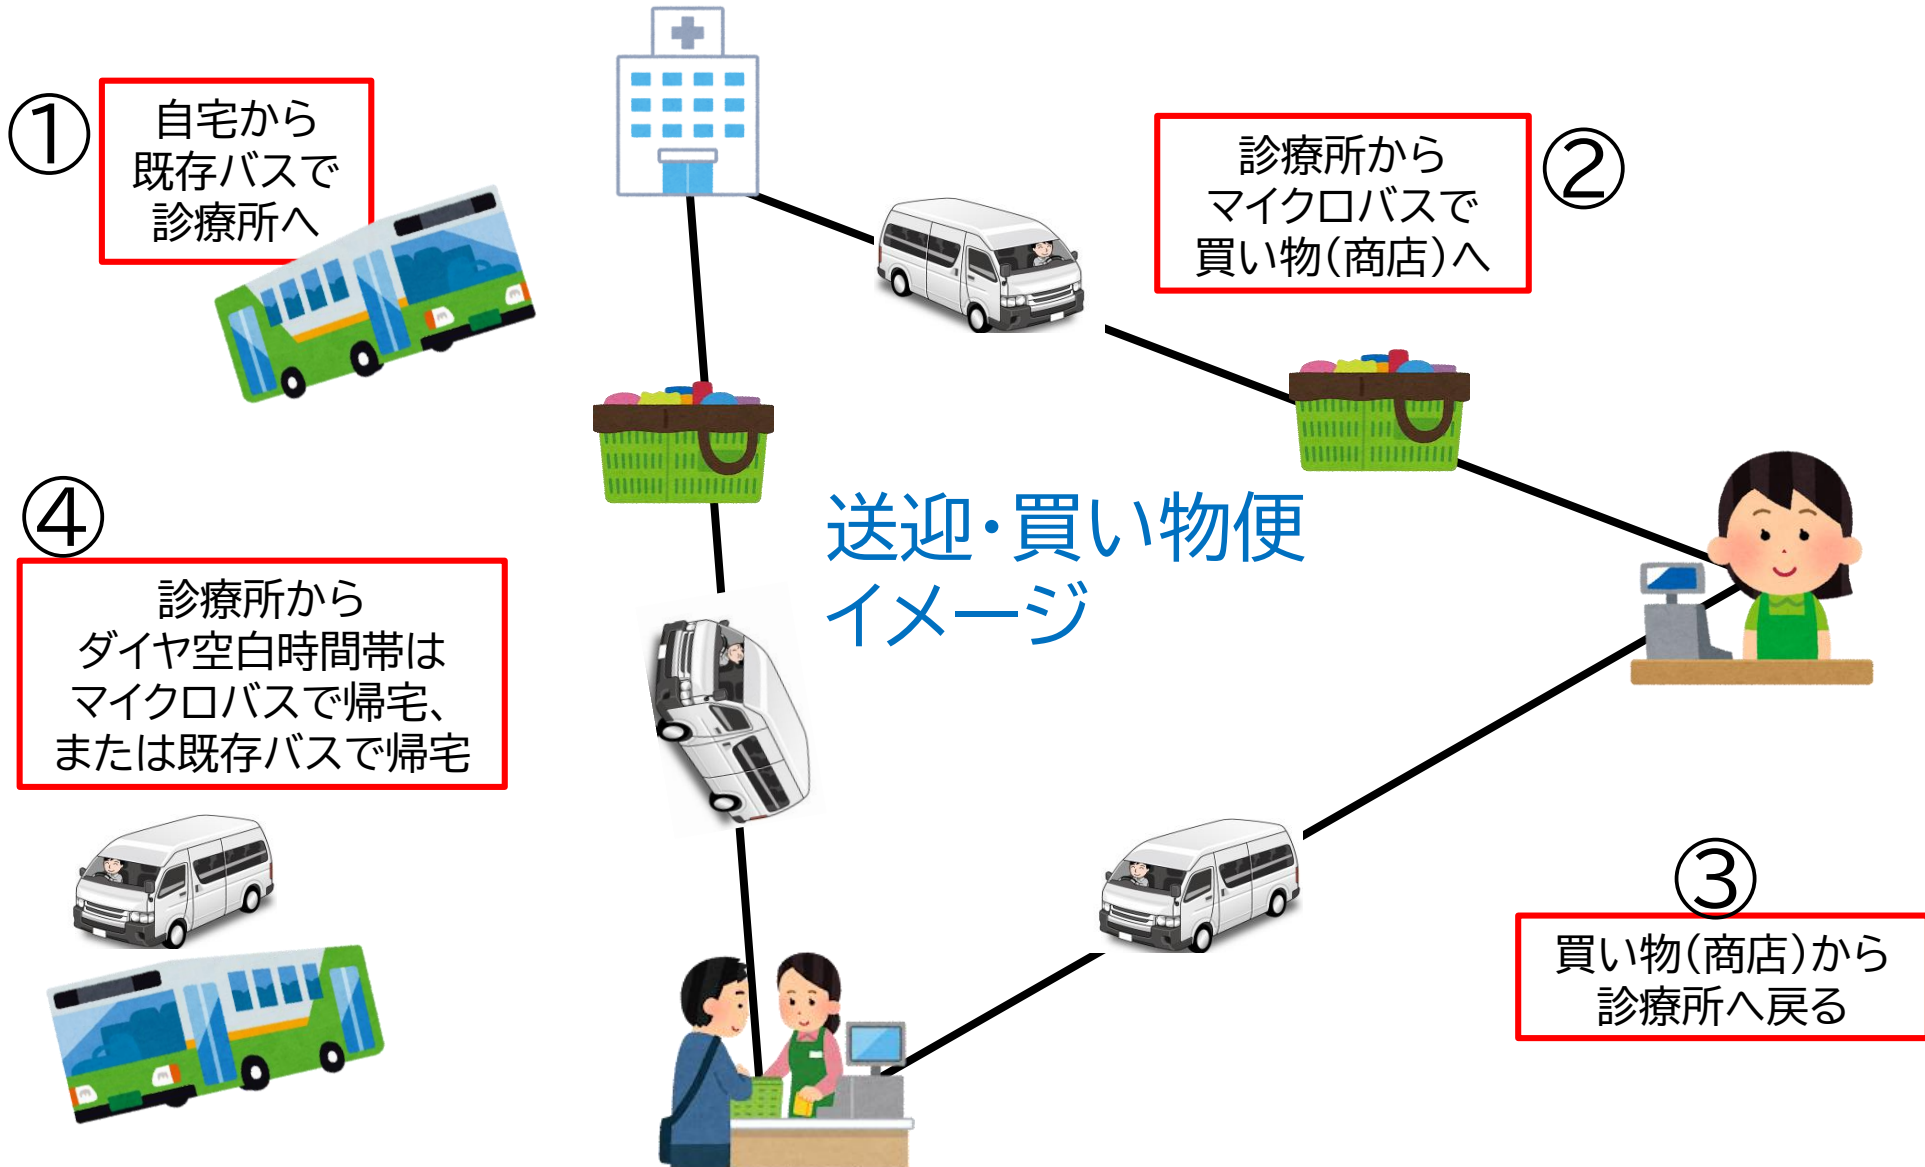 ①
自宅から
既存バスで
診療所へ
②
診療所から
マイクロバスで
買い物(商店)へ
送迎・買い物便
イメージ
③
買い物(商店)から
診療所へ戻る
④
診療所から
ダイヤ空白時間帯は
マイクロバスで帰宅、
または既存バスで帰宅